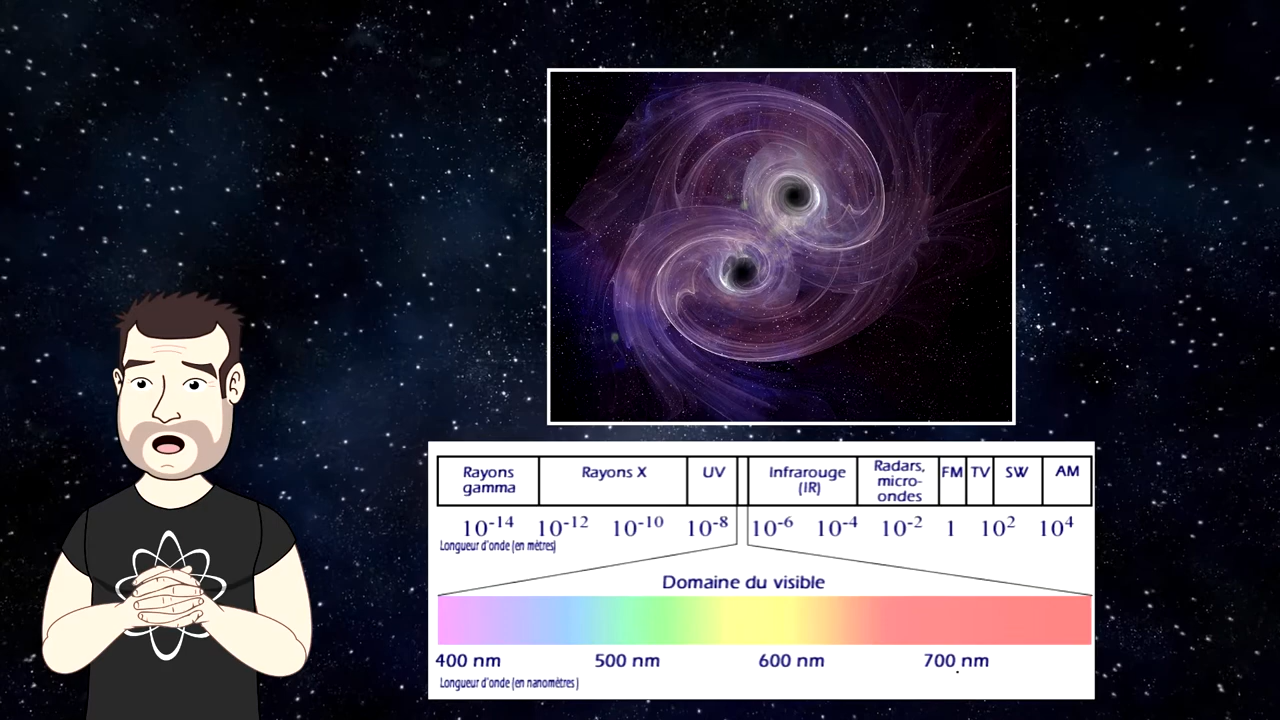 Rayons gamma
Rayons X
UV
Infrarouge (IR)
Radars, micro-ondes
FM
TV
SW
AM
10⁻¹⁴ 10⁻¹² 10⁻¹⁰ 10⁻⁸ 10⁻⁶ 10⁻⁴ 10⁻² 1 10² 10⁴
Longueur d'onde (en mètres)
Domaine du visible
400 nm 500 nm 600 nm 700 nm
Longueur d'onde (en nanomètres)